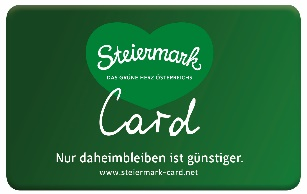 Steiermark
DAS GRÜNE HERZ ÖSTERREICHS
Card
Nur daheimbleiben ist günstiger.
www.steiermark-card.net